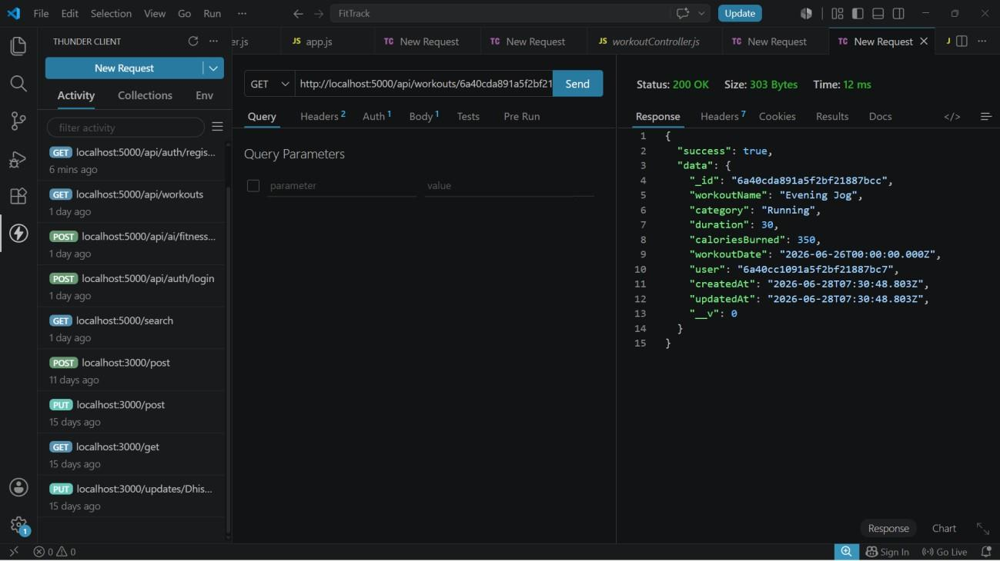 File Edit Selection View Go Run ··· FitTrack Update
THUNDER CLIENT ···
er.js JS app.js TC New Request TC New Request JS workoutController.js TC New Request TC New Request J ···
New Request
Activity Collections Env
filter activity
GET localhost:5000/api/auth/regis...
6 mins ago
GET localhost:5000/api/workouts
1 day ago
POST localhost:5000/api/ai/fitness...
1 day ago
POST localhost:5000/api/auth/login
1 day ago
GET localhost:5000/search
1 day ago
POST localhost:3000/post
11 days ago
PUT localhost:3000/post
15 days ago
GET localhost:3000/get
15 days ago
PUT localhost:3000/updates/Dhis...
15 days ago
1
GET http://localhost:5000/api/workouts/6a40cda891a5f2bf21 Send
Query Headers 2 Auth 1 Body 1 Tests Pre Run
Query Parameters
parameter value
Status: 200 OK Size: 303 Bytes Time: 12 ms
Response Headers 7 Cookies Results Docs </>
1 {
2 "success": true,
3 "data": {
4 "_id": "6a40cda891a5f2bf21887bcc",
5 "workoutName": "Evening Jog",
6 "category": "Running",
7 "duration": 30,
8 "caloriesBurned": 350,
9 "workoutDate": "2026-06-26T00:00:00.000Z",
10 "user": "6a40cc1091a5f2bf21887bc7",
11 "createdAt": "2026-06-28T07:30:48.803Z",
12 "updatedAt": "2026-06-28T07:30:48.803Z",
13 "__v": 0
14 }
15 }
Response Chart
0 0 Sign In Go Live